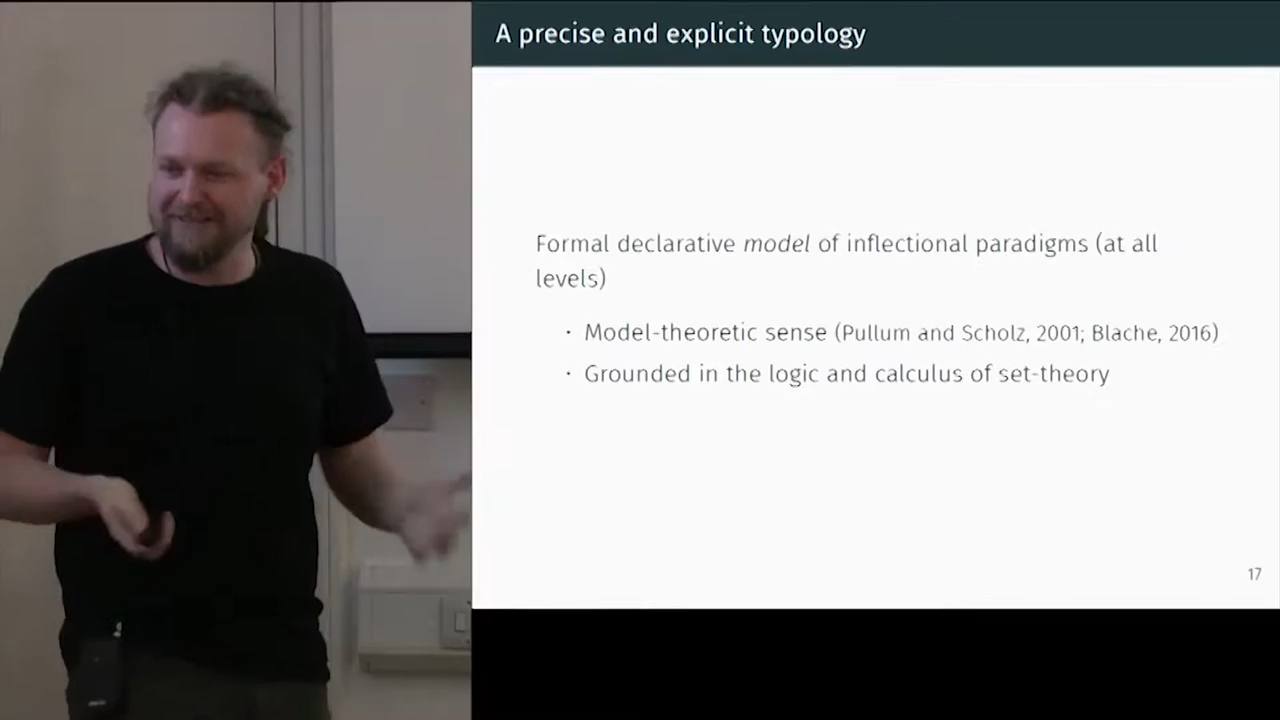 A precise and explicit typology
Formal declarative model of inflectional paradigms (at all
levels)
· Model-theoretic sense (Pullum and Scholz, 2001; Blache, 2016)
· Grounded in the logic and calculus of set-theory
17